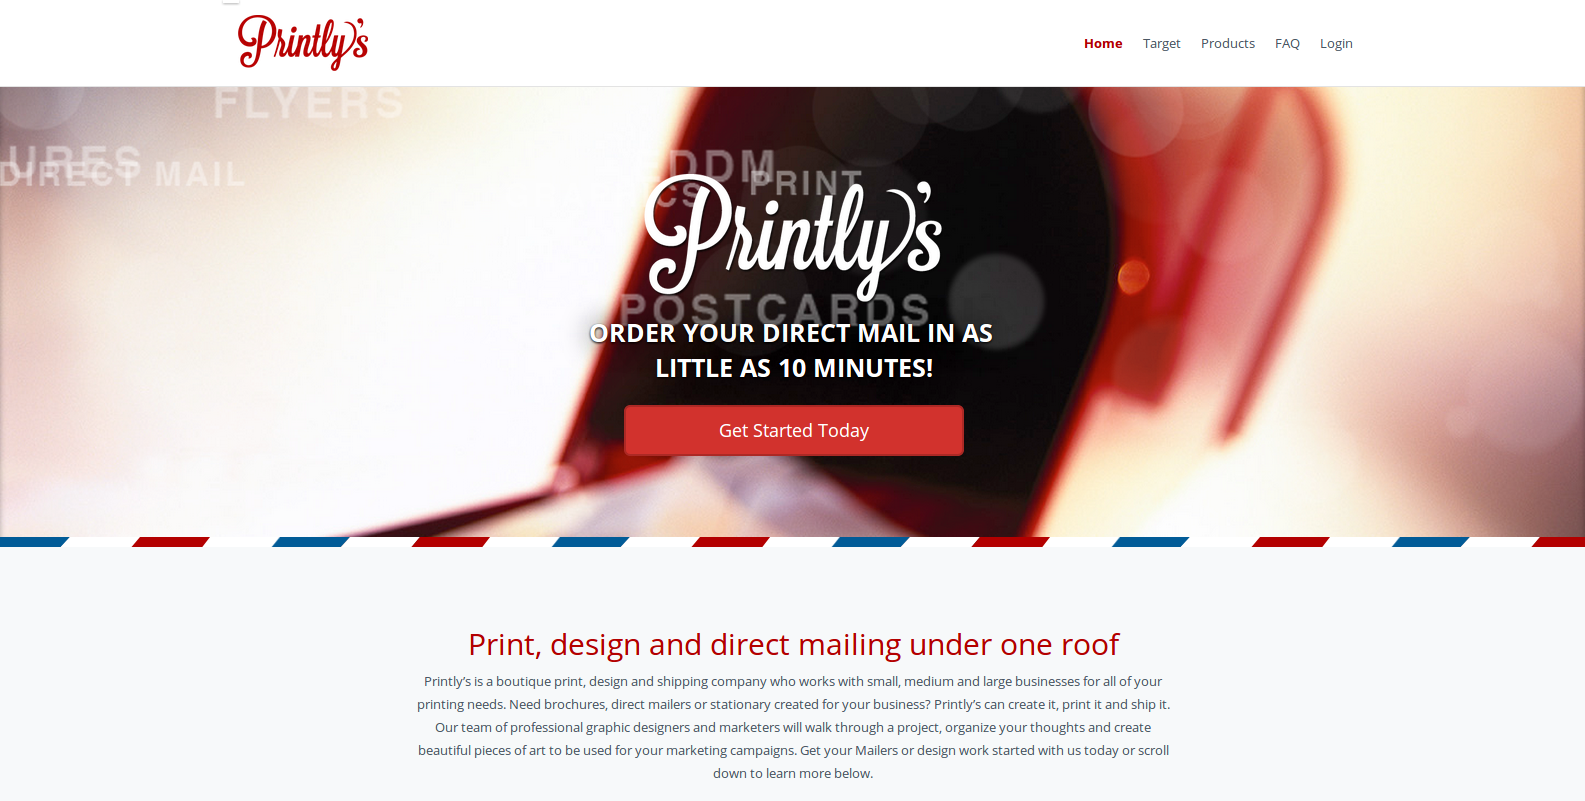 Printly's
Home Target Products FAQ Login
FLYERS
URES
DIRECT MAIL
DDM
CS
PRINT
Printly's
POSTCARDS
ORDER YOUR DIRECT MAIL IN AS
LITTLE AS 10 MINUTES!
Get Started Today
Print, design and direct mailing under one roof
Printly’s is a boutique print, design and shipping company who works with small, medium and large businesses for all of your
printing needs. Need brochures, direct mailers or stationary created for your business? Printly’s can create it, print it and ship it.
Our team of professional graphic designers and marketers will walk through a project, organize your thoughts and create
beautiful pieces of art to be used for your marketing campaigns. Get your Mailers or design work started with us today or scroll
down to learn more below.